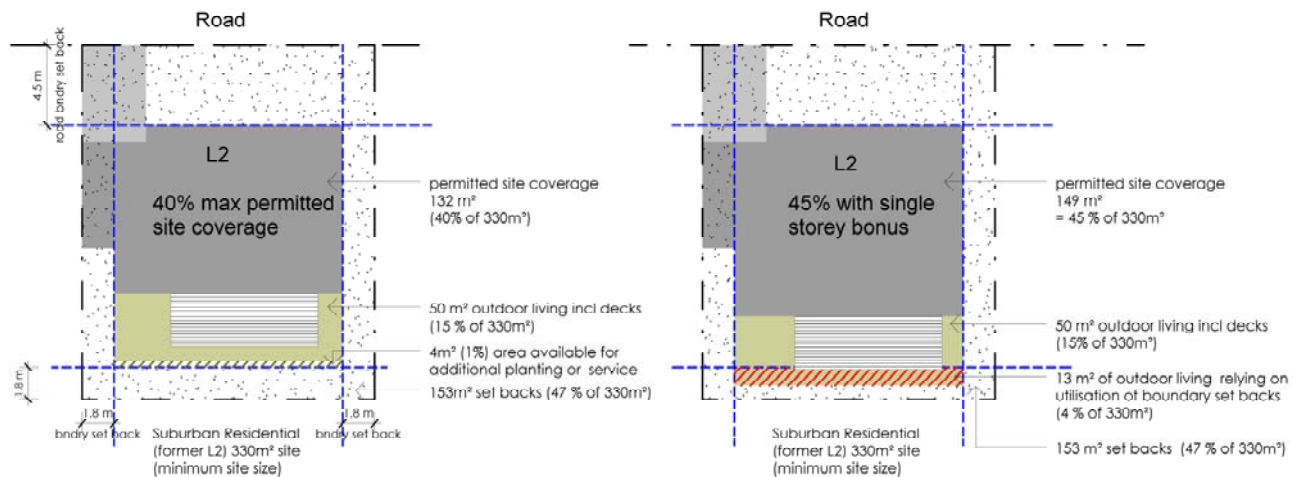 Road
4.5 m
road bndry set back
L2
40% max permitted
site coverage
permitted site coverage
132 m²
(40% of 330m²)
50 m² outdoor living incl decks
(15 % of 330m²)
4m² (1%) area available for
additional planting or service
153m² set backs (47 % of 330m²)
1.8 m
1.8 m
bndry set back
1.8 m
bndry set back
Suburban Residential
(former L2) 330m² site
(minimum site size)
Road
L2
45% with single
storey bonus
permitted site coverage
149 m²
= 45 % of 330m²
50 m² outdoor living incl decks
(15% of 330m²)
13 m² of outdoor living relying on
utilisation of boundary set backs
(4 % of 330m²)
153 m² set backs (47 % of 330m²)
Suburban Residential
(former L2) 330m² site
(minimum site size)